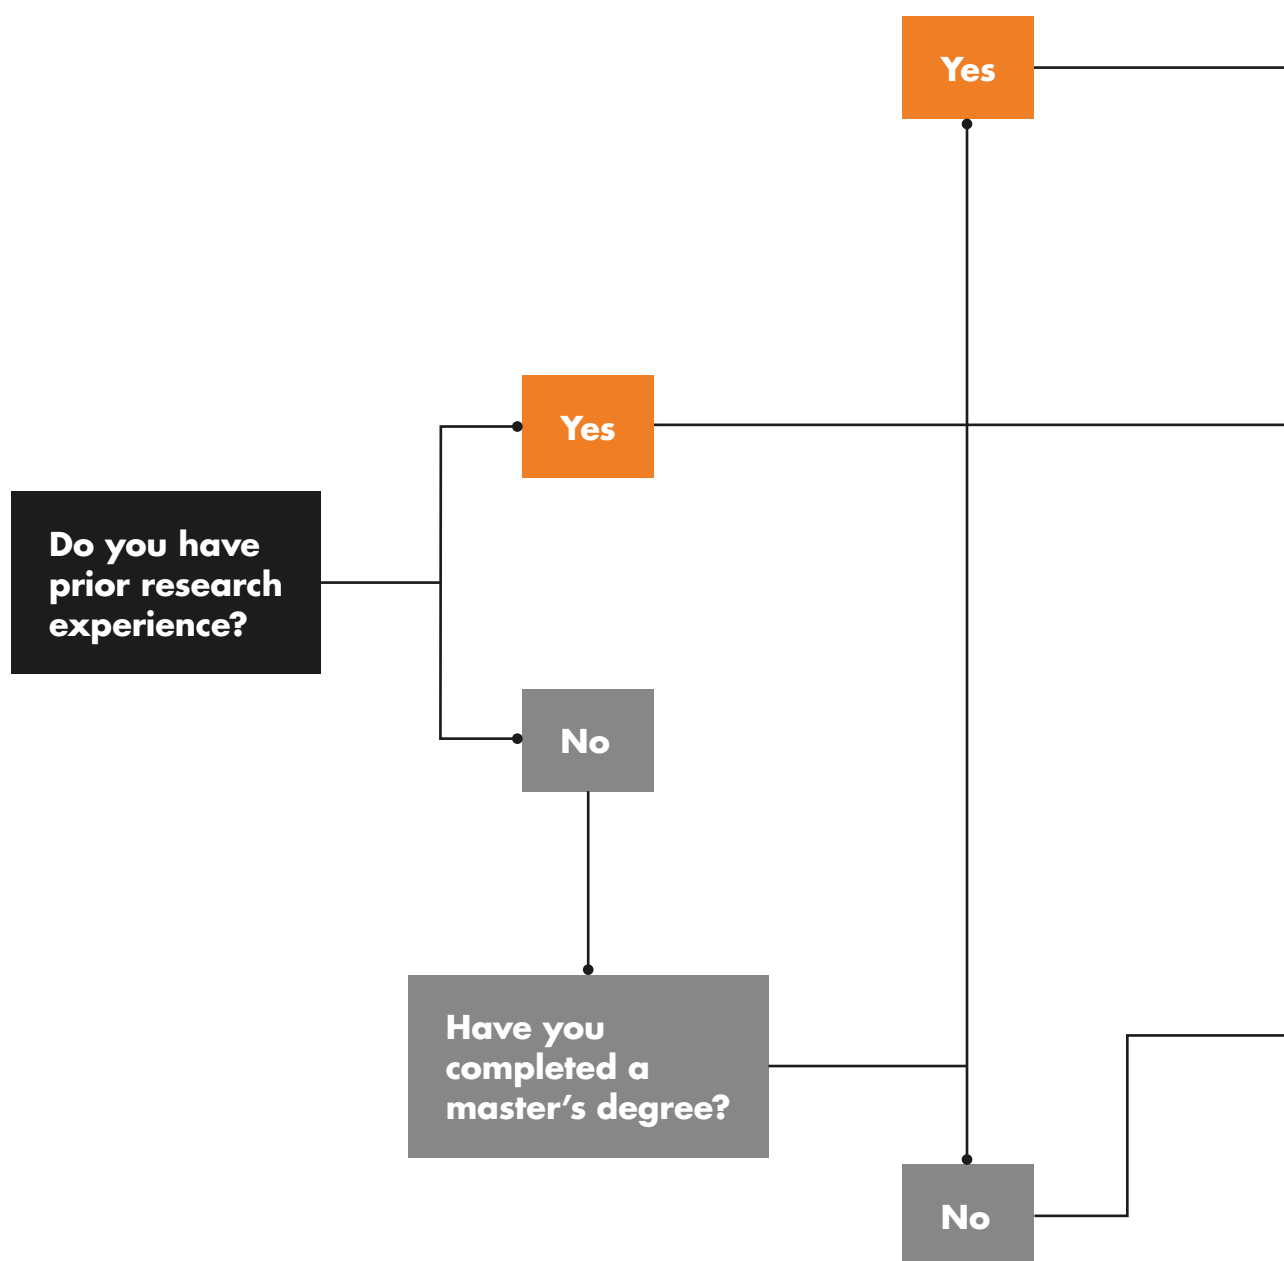 Yes
Yes
Do you have
prior research
experience?
No
Have you
completed a
master’s degree?
No